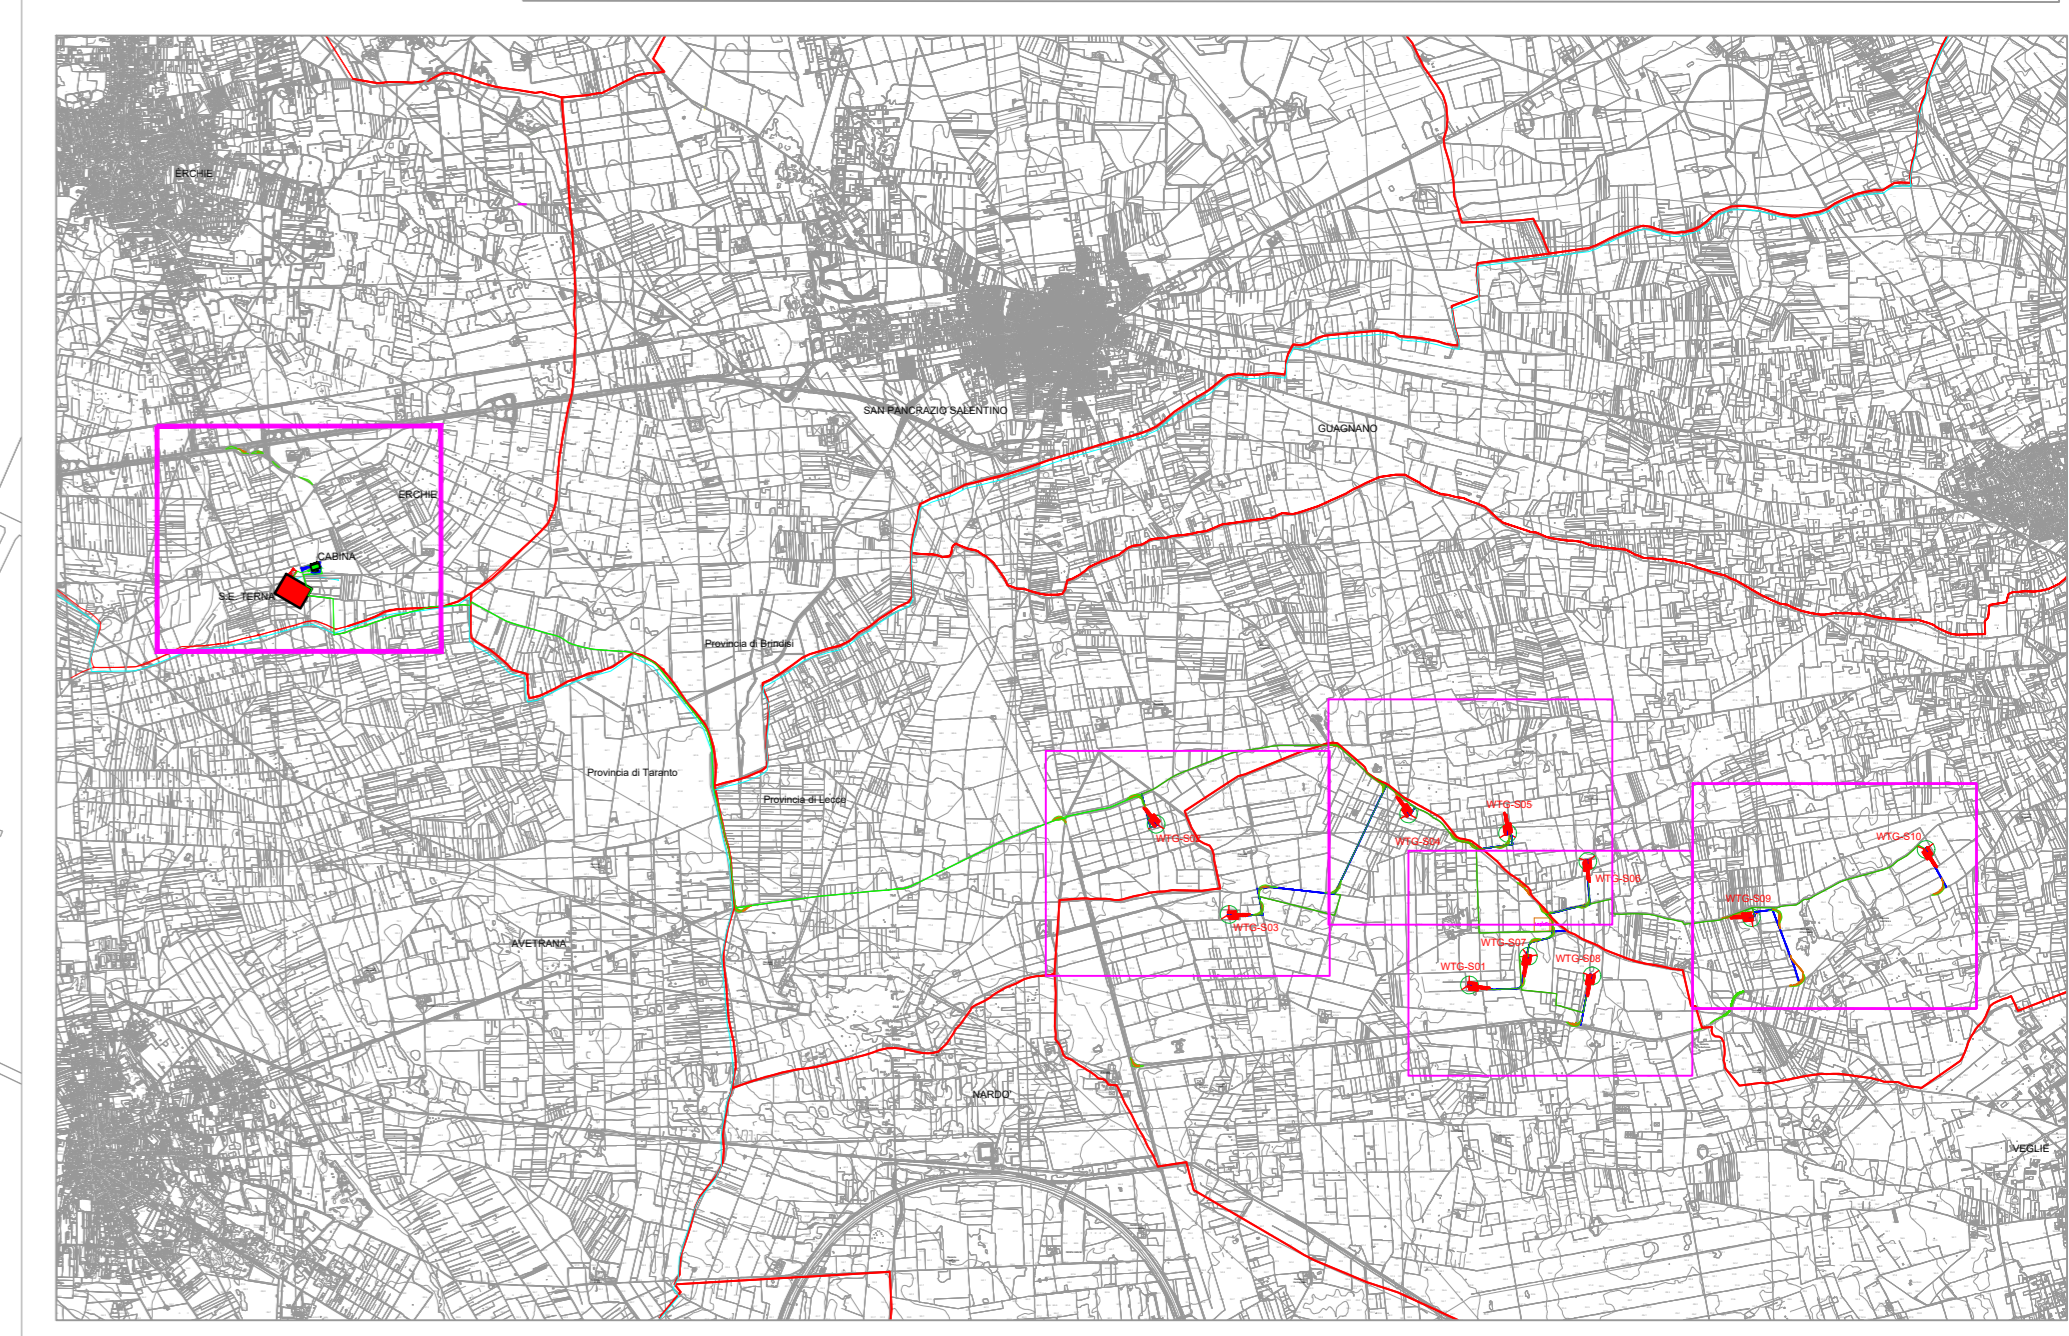 ERCHIE
SAN PANCRAZIO SALENTINO
GUAGNANO
ERCHIE
CABINA
S.E. TERNA
Provincia di Brindisi
Provincia di Taranto
Provincia di Lecce
WTG-S05
WTG-S04
WTG-S10
WTG-S06
WTG-S09
WTG-S03
AVETRANA
WTG-S07
WTG-S08
WTG-S01
NARDO'
VEGLIE